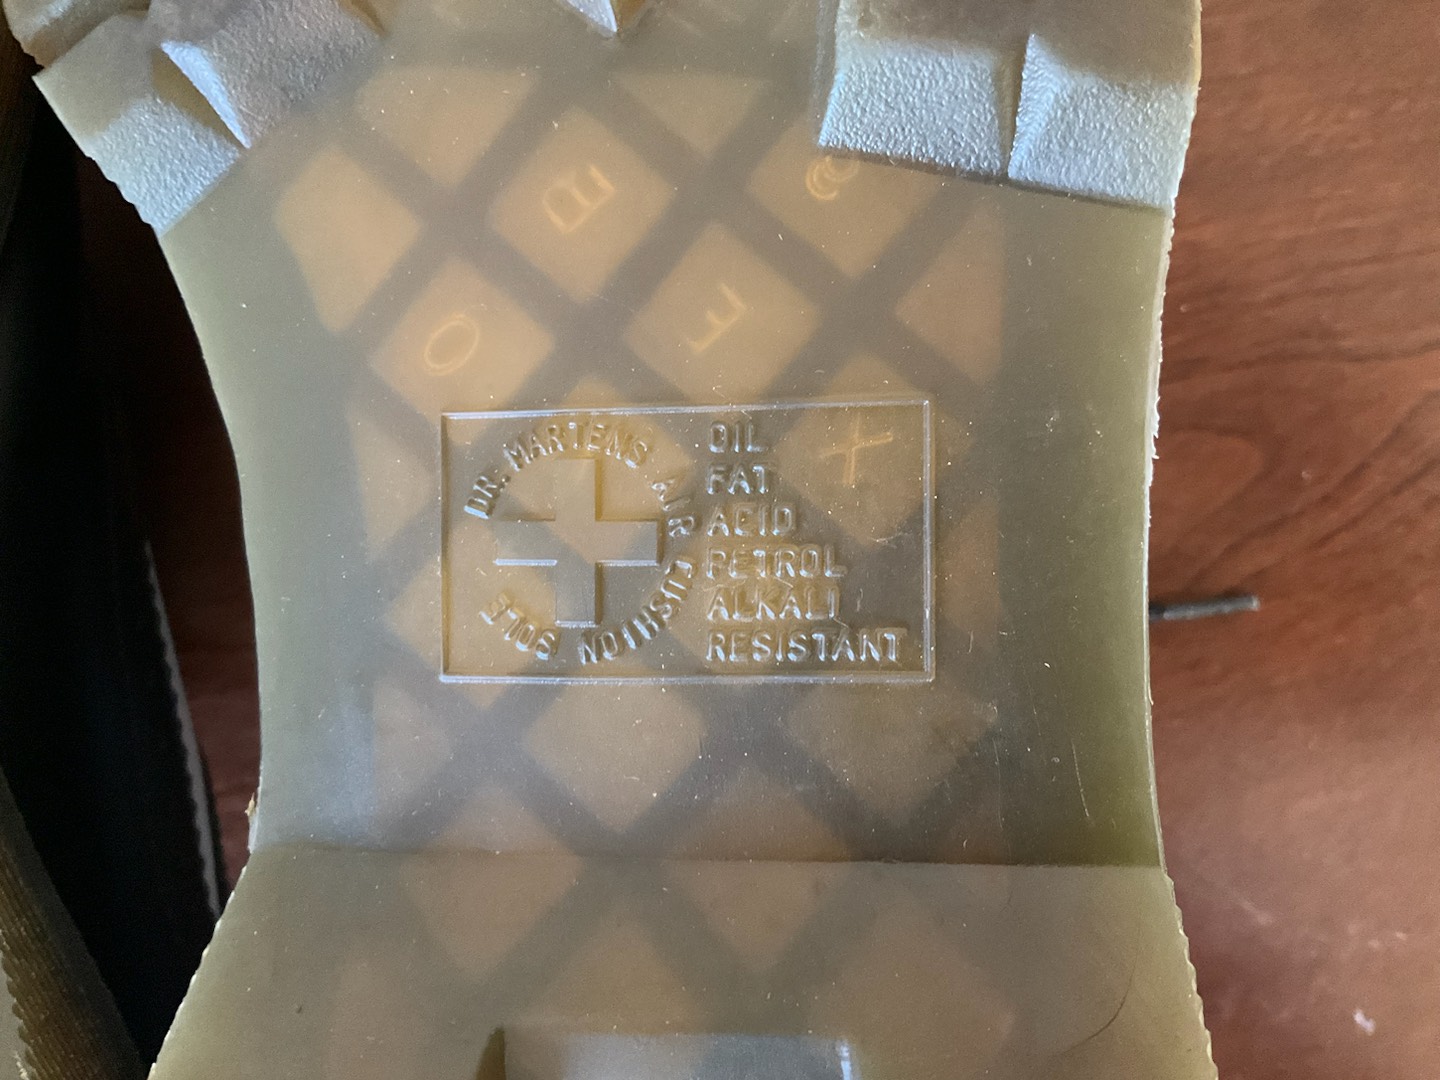 B
O
E
X
DR. MARTENS AIR CUSHION SOLE
OIL
FAT
ACID
PETROL
ALKALI
RESISTANT